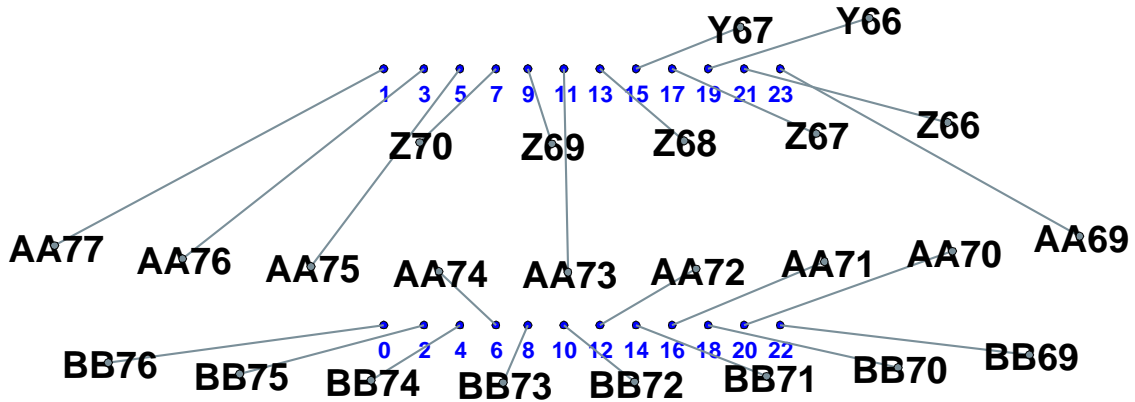 Y67 Y66
1 3 5 7 9 11 13 15 17 19 21 23
Z70 Z69 Z68 Z67 Z66
AA77 AA76 AA75 AA74 AA73 AA72 AA71 AA70 AA69
0 2 4 6 8 10 12 14 16 18 20 22
BB76 BB75 BB74 BB73 BB72 BB71 BB70 BB69